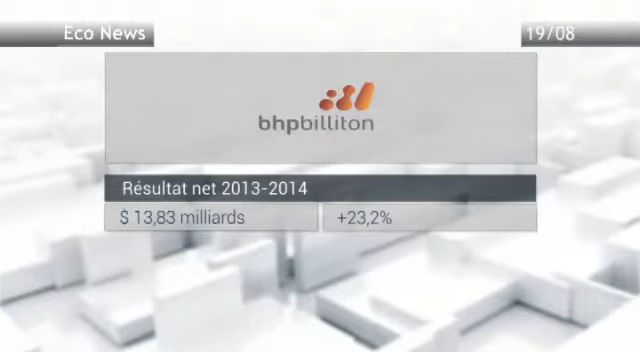 Eco News
19/08
bhpbilliton
Résultat net 2013-2014
$ 13,83 milliards
+23,2%